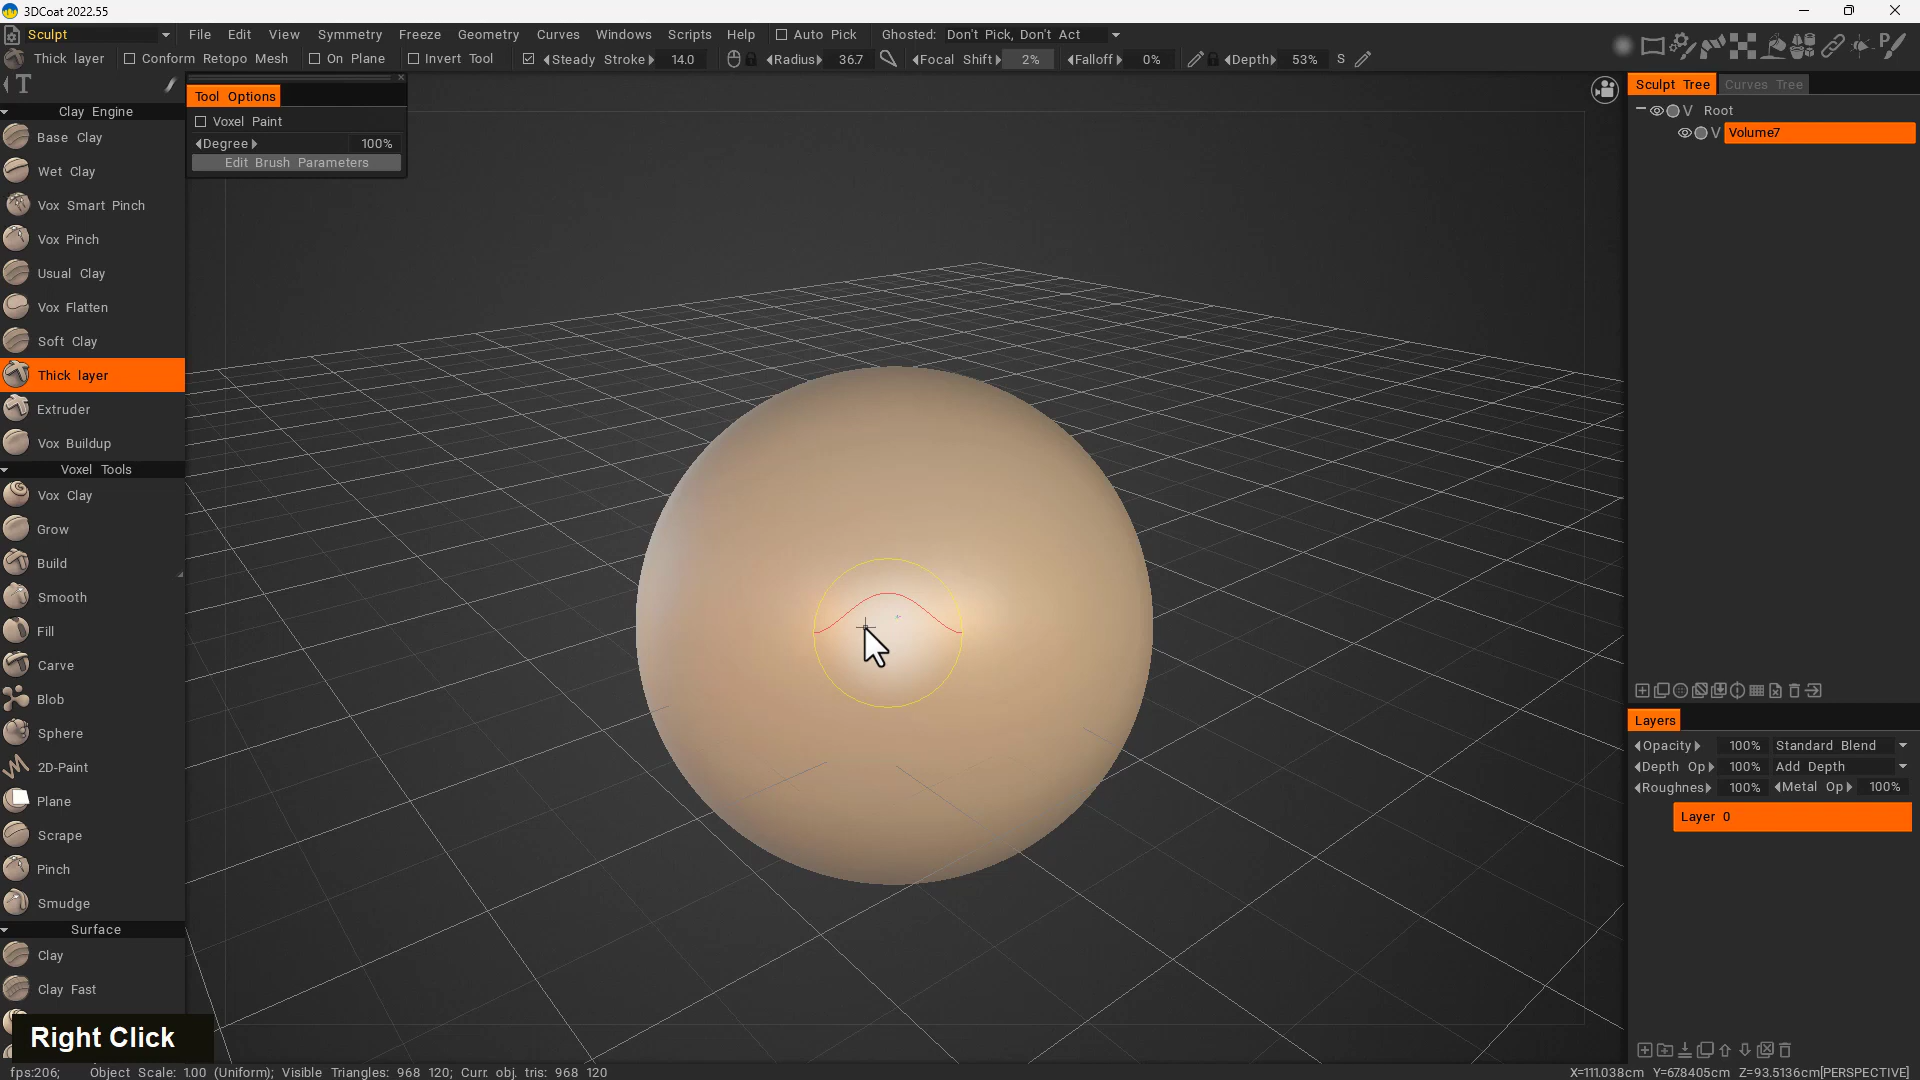 3DCoat 2022.55
Sculpt File Edit View Symmetry Freeze Geometry Curves Windows Scripts Help Auto Pick Ghosted: Don't Pick, Don't Act
Thick layer Conform Retopo Mesh On Plane Invert Tool Steady Stroke 14.0 Radius 36.7 Focal Shift 2% Falloff 0% Depth 53% S
T
Tool Options
Voxel Paint
Degree 100%
Edit Brush Parameters
Clay Engine
Base Clay
Wet Clay
Vox Smart Pinch
Vox Pinch
Usual Clay
Vox Flatten
Soft Clay
Thick layer
Extruder
Vox Buildup
Voxel Tools
Vox Clay
Grow
Build
Smooth
Fill
Carve
Blob
Sphere
2D-Paint
Plane
Scrape
Pinch
Smudge
Surface
Clay
Clay Fast
Right Click
Sculpt Tree Curves Tree
V Root
V Volume7
Layers
Opacity 100% Standard Blend
Depth Op 100% Add Depth
Roughness 100% Metal Op 100%
Layer 0
fps:206; Object Scale: 1.00 (Uniform); Visible Triangles: 968 120; Curr. obj. tris: 968 120
X=111.038cm Y=67.8405cm Z=93.5136cm[PERSPECTIVE]